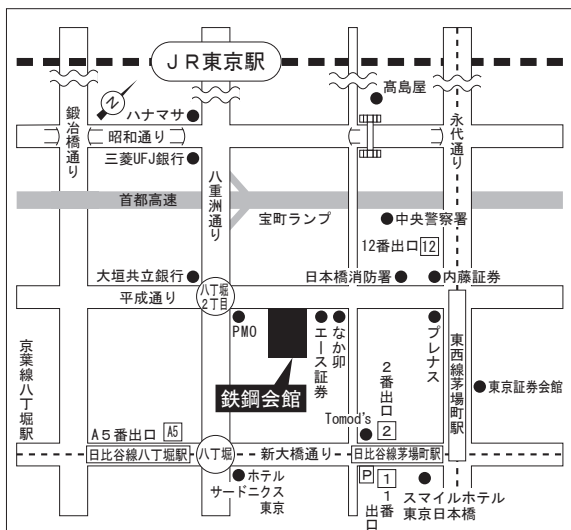 JR東京駅
N
ハナマサ
髙島屋
鍛冶橋通り
昭和通り
永代通り
三菱UFJ銀行
八重洲通り
首都高速
宝町ランプ
中央警察署
12番出口 12
大垣共立銀行
日本橋消防署
内藤証券
平成通り
八丁堀
2丁目
PMO
エース証券
なか卯
プレナス
京葉線八丁堀駅
鉄鋼会館
2番出口
2
東西線茅場町駅
東京証券会館
Tomod's
A5番出口 A5
日比谷線八丁堀駅
八丁堀
新大橋通り
日比谷線茅場町駅
ホテル
サードニクス
東京
P
1
1番出口
スマイルホテル
東京日本橋